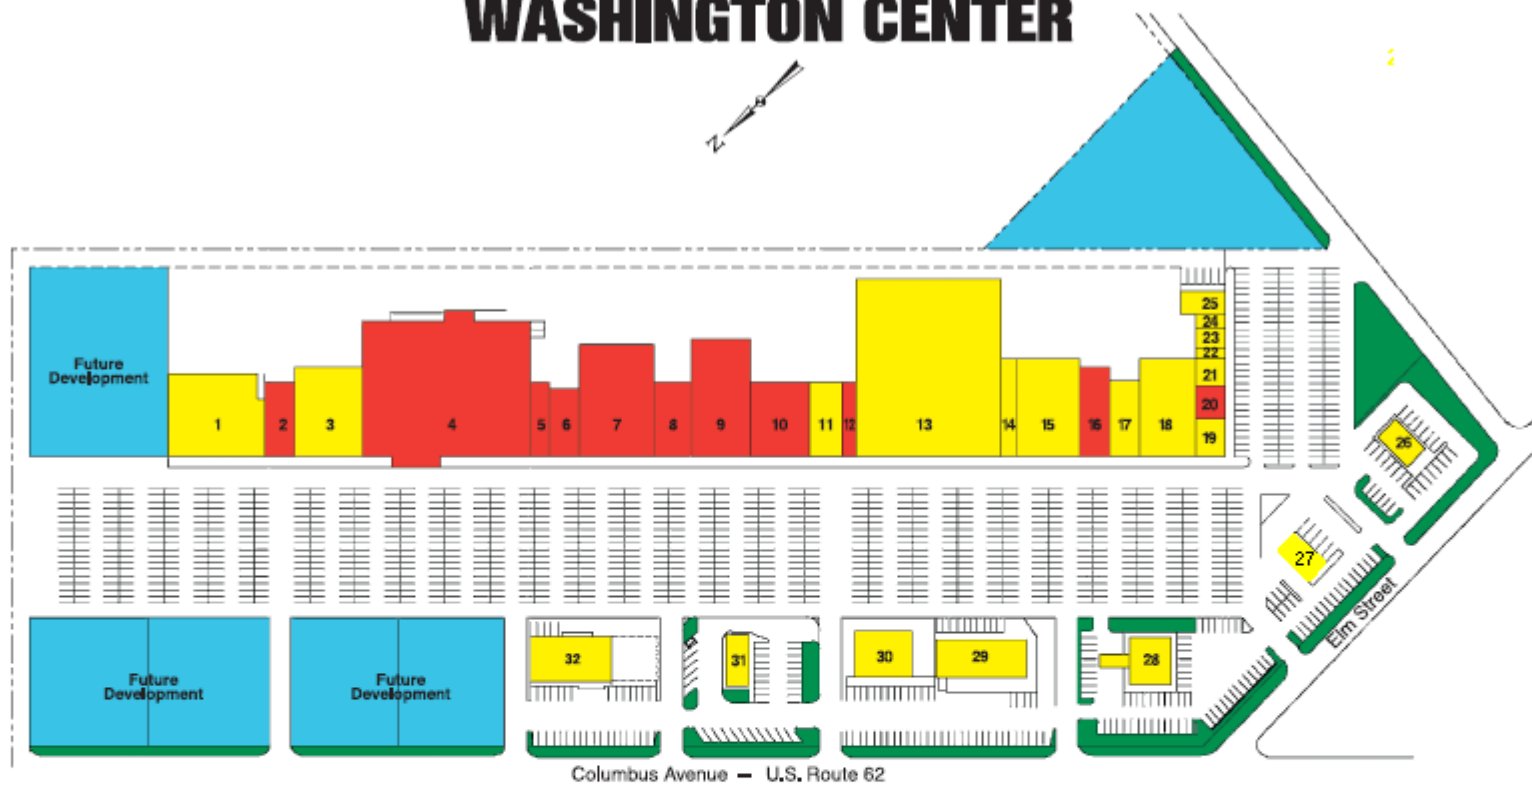 WASHINGTON CENTER
N
Future
Development
1 2 3 4 5 6 7 8 9 10 11 12 13 14 15 16 17 18 19
20
21
22
23
24
25
26
27
Elm Street
Future
Development
Future
Development
32
31
30
29
28
Columbus Avenue – U.S. Route 62